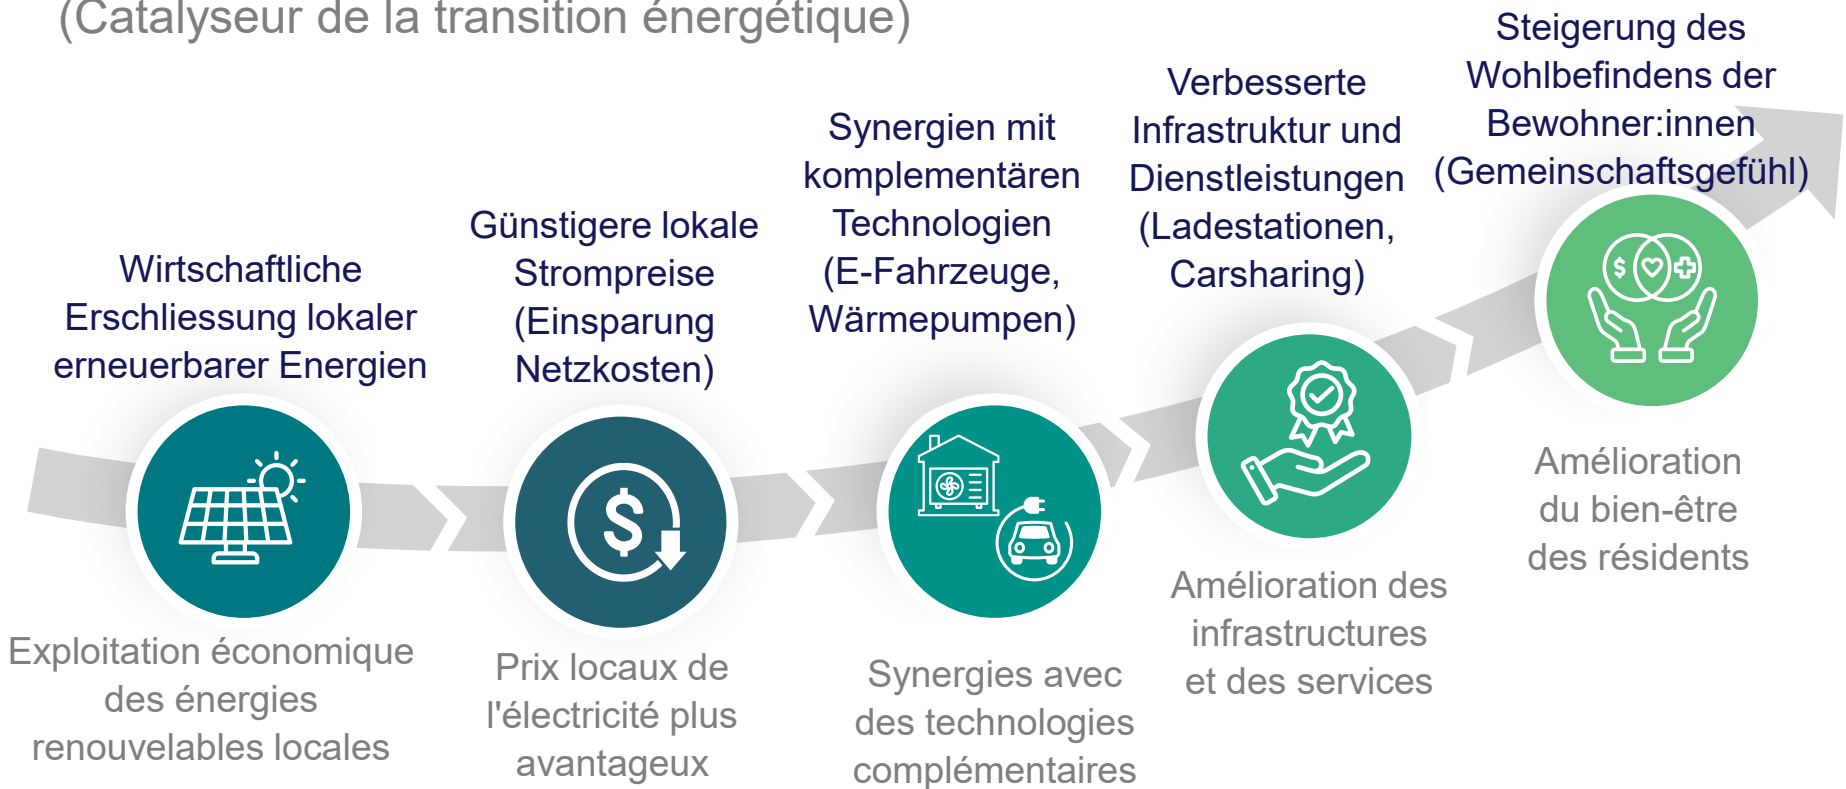 (Catalyseur de la transition énergétique)
Wirtschaftliche
Erschliessung lokaler
erneuerbarer Energien
Exploitation économique
des énergies
renouvelables locales
Günstigere lokale
Strompreise
(Einsparung
Netzkosten)
$
Prix locaux de
l'électricité plus
avantageux
Synergien mit
komplementären
Technologien
(E-Fahrzeuge,
Wärmepumpen)
Synergies avec
des technologies
complémentaires
Verbesserte
Infrastruktur und
Dienstleistungen
(Ladestationen,
Carsharing)
Amélioration des
infrastructures
et des services
Steigerung des
Wohlbefindens der
Bewohner:innen
(Gemeinschaftsgefühl)
$
Amélioration
du bien-être
des résidents